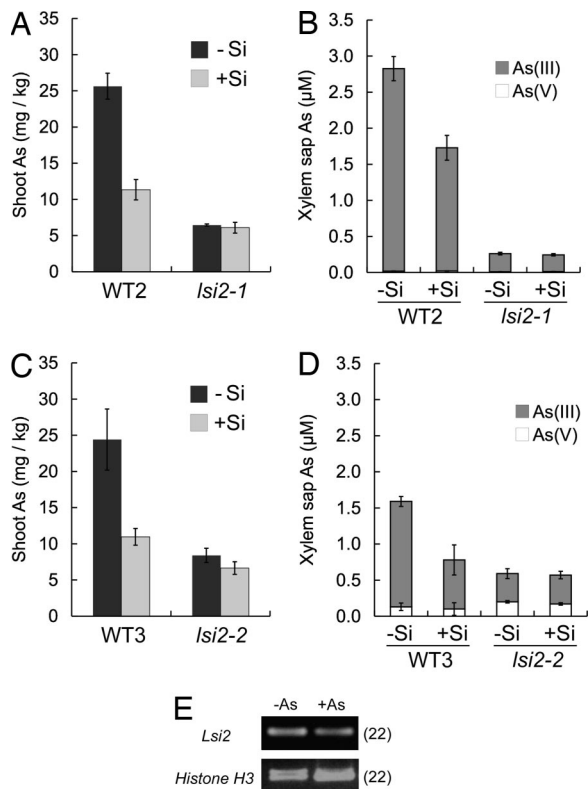 A
Shoot As (mg / kg)
35
30
25
20
15
10
5
0
- Si
+Si
WT2
lsi2-1
B
Xylem sap As (μM)
3.5
3.0
2.5
2.0
1.5
1.0
0.5
0.0
As(III)
As(V)
-Si
+Si
-Si
+Si
WT2
lsi2-1
C
Shoot As (mg / kg)
35
30
25
20
15
10
5
0
- Si
+Si
WT3
lsi2-2
D
Xylem sap As (μM)
3.5
3.0
2.5
2.0
1.5
1.0
0.5
0.0
As(III)
As(V)
-Si
+Si
-Si
+Si
WT3
lsi2-2
E
-As
+As
Lsi2
(22)
Histone H3
(22)